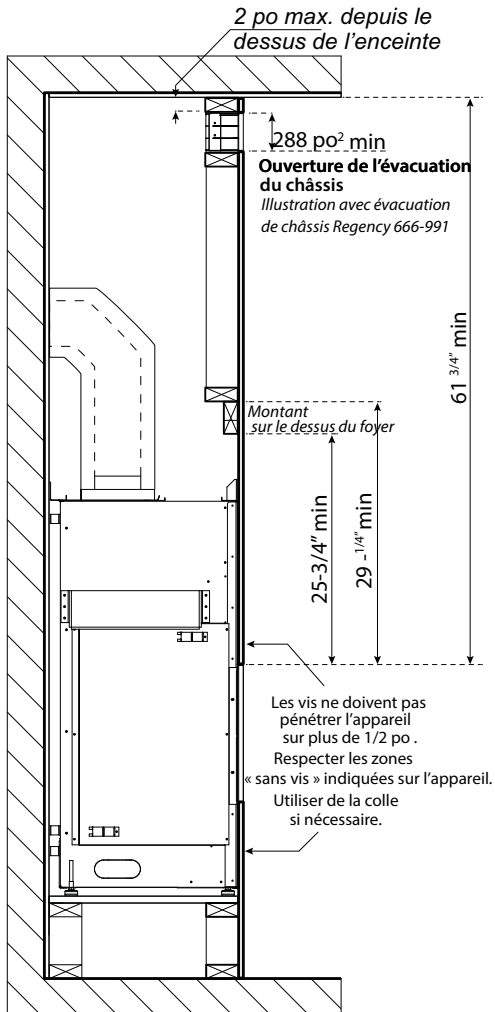 2 po max. depuis le
dessus de l’enceinte
288 po² min
Ouverture de l’évacuation
du châssis
Illustration avec évacuation
de châssis Regency 666-991
61 3/4" min
Montant
sur le dessus du foyer
25-3/4" min
29 -1/4" min
Les vis ne doivent pas
pénétrer l’appareil
sur plus de 1/2 po .
Respecter les zones
« sans vis » indiquées sur l’appareil.
Utiliser de la colle
si nécessaire.